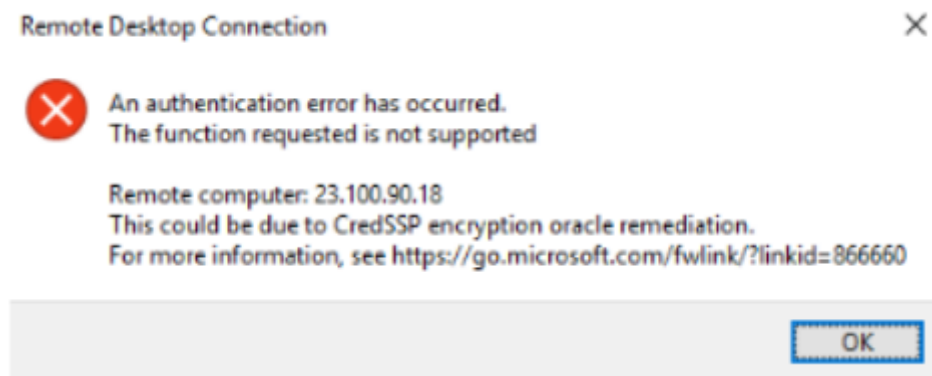 Remote Desktop Connection
An authentication error has occurred.
The function requested is not supported
Remote computer: 23.100.90.18
This could be due to CredSSP encryption oracle remediation.
For more information, see https://go.microsoft.com/fwlink/?linkid=866660
OK